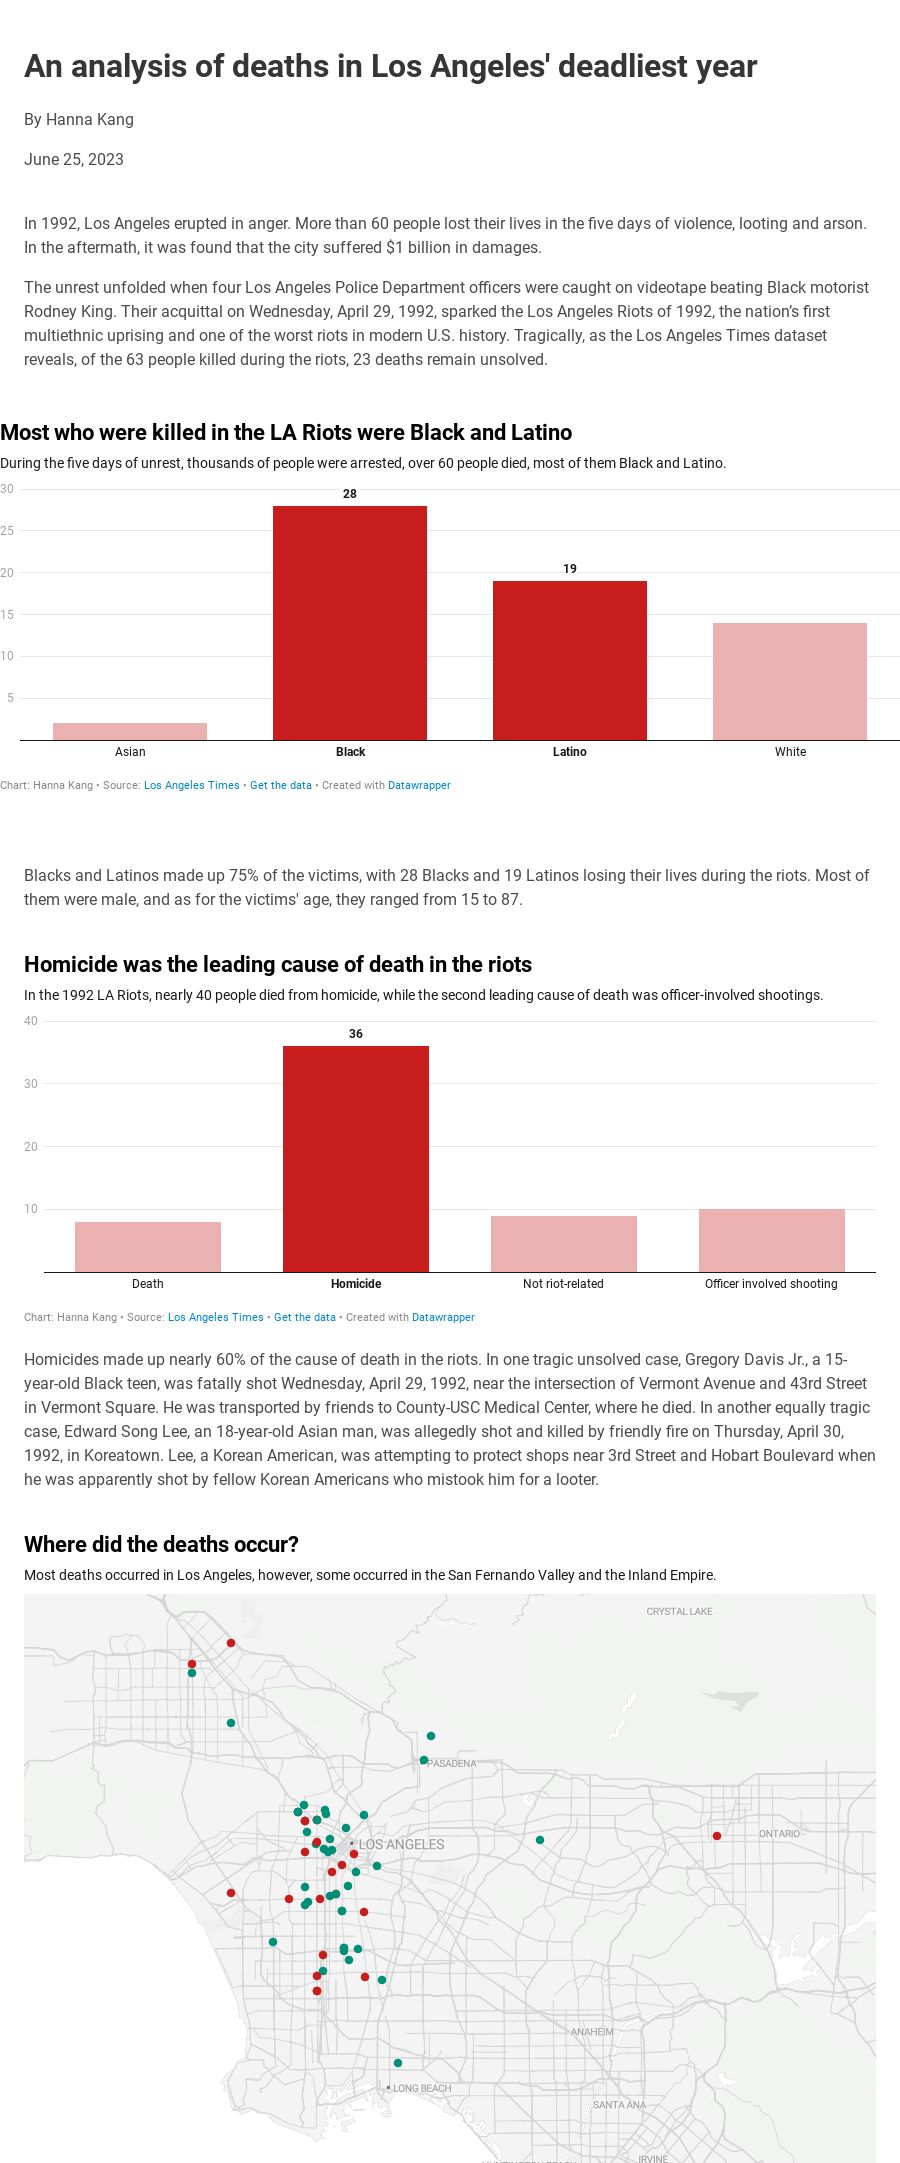 An analysis of deaths in Los Angeles' deadliest year
By Hanna Kang
June 25, 2023
In 1992, Los Angeles erupted in anger. More than 60 people lost their lives in the five days of violence, looting and arson.
In the aftermath, it was found that the city suffered $1 billion in damages.
The unrest unfolded when four Los Angeles Police Department officers were caught on videotape beating Black motorist
Rodney King. Their acquittal on Wednesday, April 29, 1992, sparked the Los Angeles Riots of 1992, the nation’s first
multiethnic uprising and one of the worst riots in modern U.S. history. Tragically, as the Los Angeles Times dataset
reveals, of the 63 people killed during the riots, 23 deaths remain unsolved.
Most who were killed in the LA Riots were Black and Latino
During the five days of unrest, thousands of people were arrested, over 60 people died, most of them Black and Latino.
30
28
25
20
19
15
10
5
Asian Black Latino White
Chart: Hanna Kang • Source: Los Angeles Times • Get the data • Created with Datawrapper
Blacks and Latinos made up 75% of the victims, with 28 Blacks and 19 Latinos losing their lives during the riots. Most of
them were male, and as for the victims' age, they ranged from 15 to 87.
Homicide was the leading cause of death in the riots
In the 1992 LA Riots, nearly 40 people died from homicide, while the second leading cause of death was officer-involved shootings.
40
36
30
20
10
Death Homicide Not riot-related Officer involved shooting
Chart: Hanna Kang • Source: Los Angeles Times • Get the data • Created with Datawrapper
Homicides made up nearly 60% of the cause of death in the riots. In one tragic unsolved case, Gregory Davis Jr., a 15-
year-old Black teen, was fatally shot Wednesday, April 29, 1992, near the intersection of Vermont Avenue and 43rd Street
in Vermont Square. He was transported by friends to County-USC Medical Center, where he died. In another equally tragic
case, Edward Song Lee, an 18-year-old Asian man, was allegedly shot and killed by friendly fire on Thursday, April 30,
1992, in Koreatown. Lee, a Korean American, was attempting to protect shops near 3rd Street and Hobart Boulevard when
he was apparently shot by fellow Korean Americans who mistook him for a looter.
Where did the deaths occur?
Most deaths occurred in Los Angeles, however, some occurred in the San Fernando Valley and the Inland Empire.
CRYSTAL LAKE
PASADENA
ONTARIO
LOS ANGELES
ANAHEIM
LONG BEACH
SANTA ANA
IRVINE